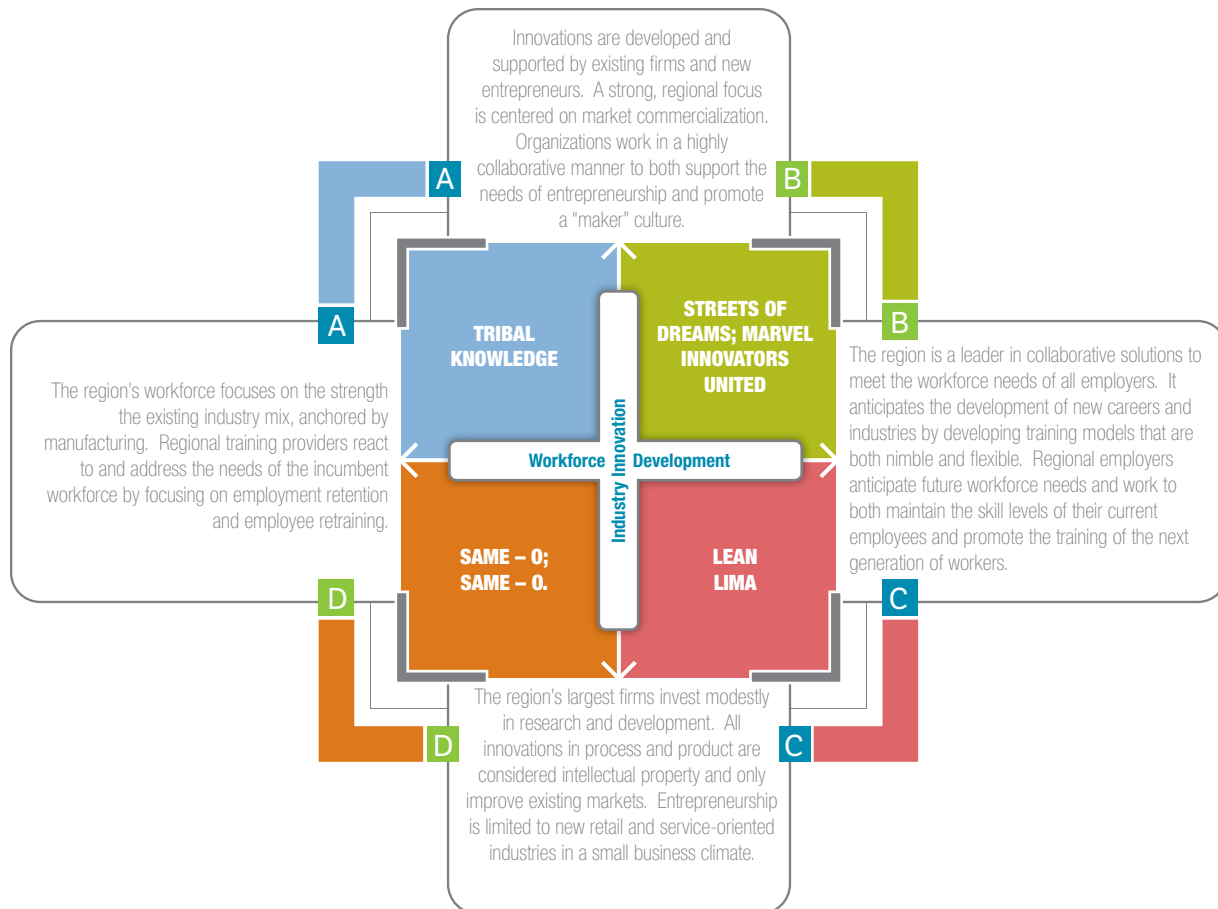 Innovations are developed and
supported by existing firms and new
entrepreneurs. A strong, regional focus
is centered on market commercialization.
Organizations work in a highly
collaborative manner to both support the
needs of entrepreneurship and promote
a “maker” culture.
A
B
A
B
TRIBAL
KNOWLEDGE
STREETS OF
DREAMS; MARVEL
INNOVATORS
UNITED
The region’s workforce focuses on the strength
the existing industry mix, anchored by
manufacturing. Regional training providers react
to and address the needs of the incumbent
workforce by focusing on employment retention
and employee retraining.
The region is a leader in collaborative solutions to
meet the workforce needs of all employers. It
anticipates the development of new careers and
industries by developing training models that are
both nimble and flexible. Regional employers
anticipate future workforce needs and work to
both maintain the skill levels of their current
employees and promote the training of the next
generation of workers.
Workforce Development
Industry Innovation
SAME – O;
SAME – O.
LEAN
LIMA
D
C
D
C
The region’s largest firms invest modestly
in research and development. All
innovations in process and product are
considered intellectual property and only
improve existing markets. Entrepreneurship
is limited to new retail and service-oriented
industries in a small business climate.